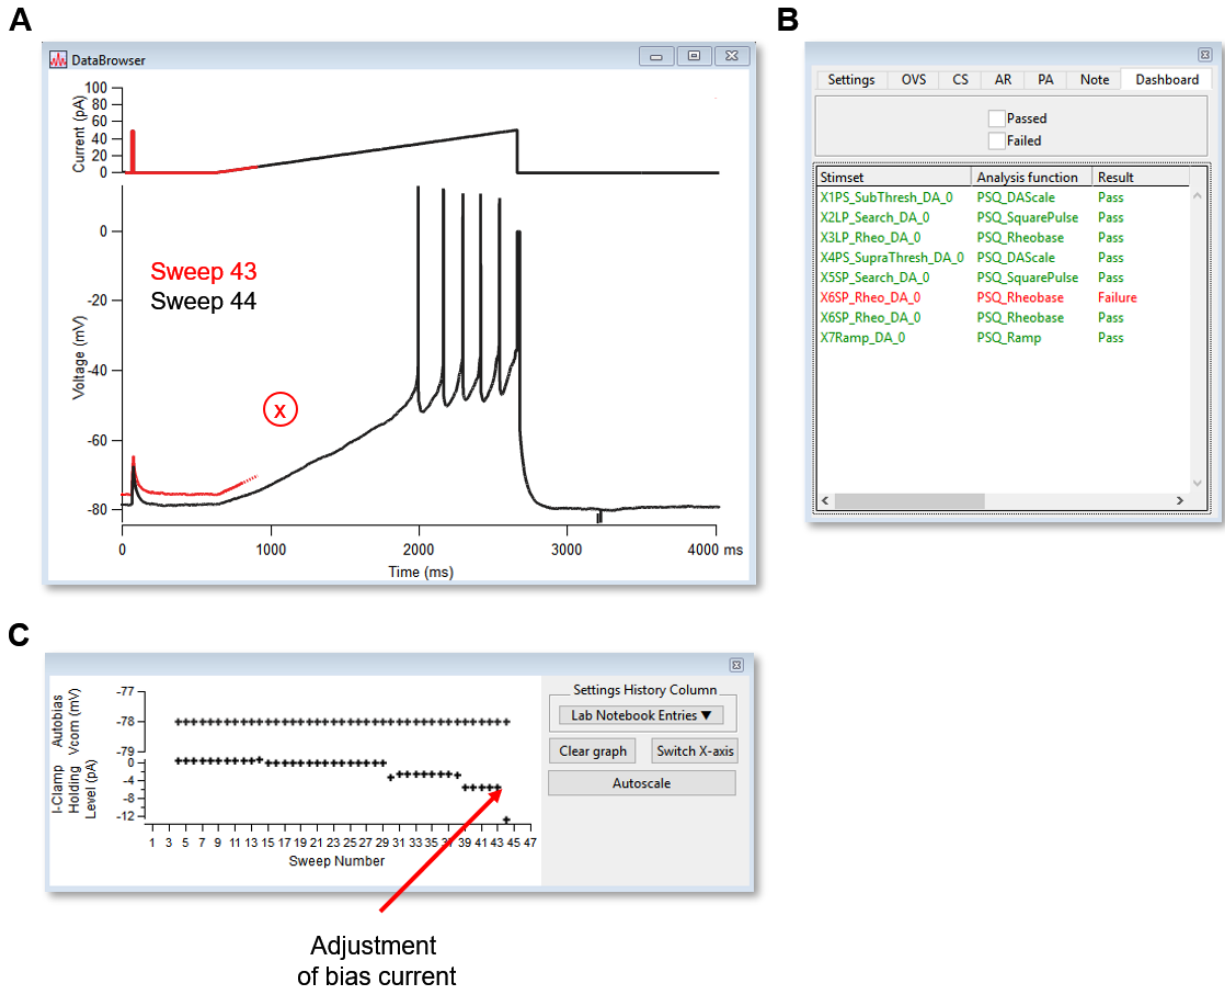 A
DataBrowser
Current (pA)
100
80
60
40
20
0
Voltage (mV)
0
-20
-40
-60
-80
Sweep 43
Sweep 44
x
0 1000 2000 3000 4000 ms
Time (ms)
B
Settings OVS CS AR PA Note Dashboard
Passed
Failed
Stimset Analysis function Result
X1PS_SubThresh_DA_0 PSQ_DAScale Pass
X2LP_Search_DA_0 PSQ_SquarePulse Pass
X3LP_Rheo_DA_0 PSQ_Rheobase Pass
X4PS_SupraThresh_DA_0 PSQ_DAScale Pass
X5SP_Search_DA_0 PSQ_SquarePulse Pass
X6SP_Rheo_DA_0 PSQ_Rheobase Failure
X6SP_Rheo_DA_0 PSQ_Rheobase Pass
X7Ramp_DA_0 PSQ_Ramp Pass
C
Autobias
Vcom (mV)
-77
-78
-79
I-Clamp
Holding
Level (pA)
0
-4
-8
-12
1 3 5 7 9 11 13 15 17 19 21 23 25 27 29 31 33 35 37 39 41 43 45 47
Sweep Number
Settings History Column
Lab Notebook Entries ▼
Clear graph Switch X-axis
Autoscale
Adjustment
of bias current